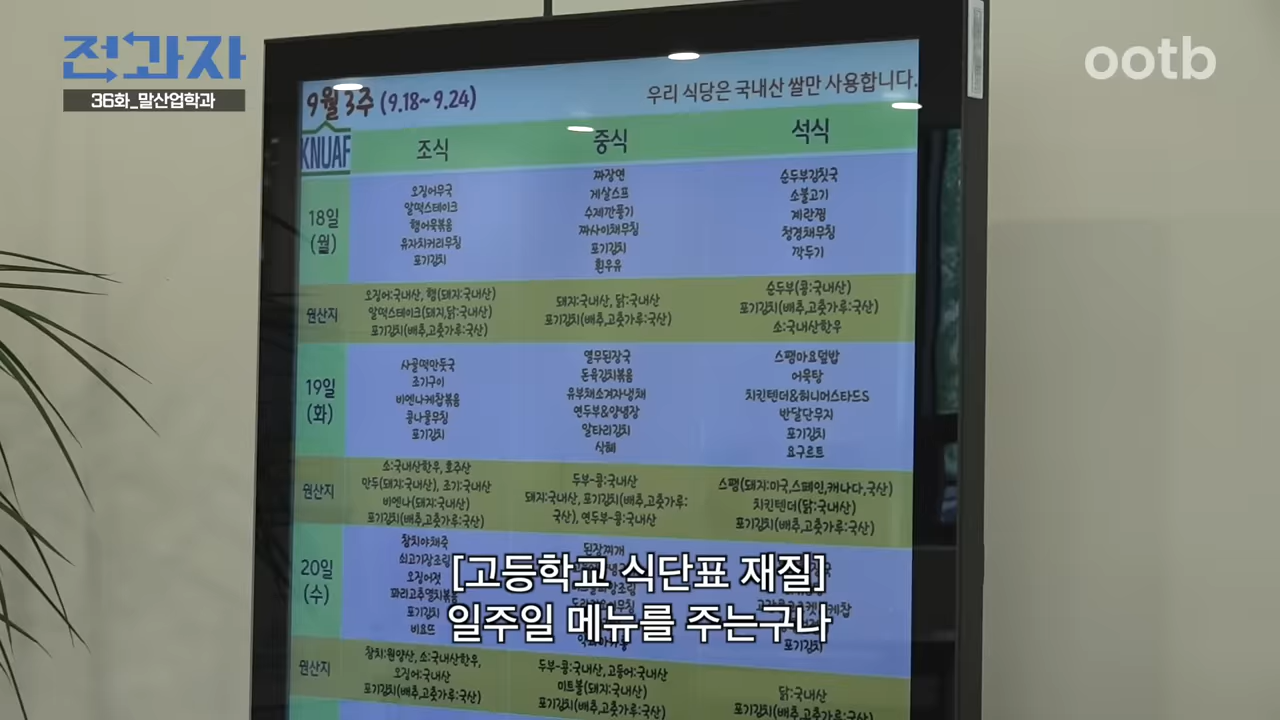 전과자
36화_말산업학과
ootb
9월 3주 (9.18~9.24)
우리 식당은 국내산 쌀만 사용합니다.
KNUAF
조식
중식
석식
18일
(월)
오징어무국
알떡스테이크
햄어묵볶음
유자치커리무침
포기김치
짜장면
게살스프
수제깐풍기
짜사이채무침
포기김치
흰우유
순두부김칫국
소불고기
계란찜
청경채무침
깍두기
원산지
오징어:국내산, 햄(돼지:국내산)
알떡스테이크(돼지,닭:국내산)
포기김치(배추,고춧가루:국산)
돼지:국내산, 닭:국내산
포기김치(배추,고춧가루:국산)
순두부(콩:국내산)
포기김치(배추,고춧가루:국산)
소:국내산한우
19일
(화)
사골떡만둣국
조기구이
비엔나케찹볶음
콩나물무침
포기김치
열무된장국
돈육김치볶음
유부채소겨자냉채
연두부&양념장
알타리김치
식혜
스팸마요덮밥
어묵탕
치킨텐더&허니머스타드S
반달단무지
포기김치
요구르트
원산지
소:국내산한우, 호주산
만두(돼지:국내산), 조기:국내산
비엔나(돼지:국내산)
포기김치(배추,고춧가루:국산)
두부-콩:국내산
돼지:국내산, 포기김치(배추,고춧가루:
국산), 연두부-콩:국내산
스팸(돼지:미국,스페인,캐나다,국산)
치킨텐더(닭:국내산)
포기김치(배추,고춧가루:국산)
20일
(수)
참치야채죽
쇠고기장조림
오징어젓
꽈리고추멸치볶음
포기김치
비요뜨
된장찌개
포기김치
[고등학교 식단표 재질]
일주일 메뉴를 주는구나
원산지
참치:원양산, 소:국내산한우,
오징어:국내산
포기김치(배추,고춧가루:국산)
두부-콩:국내산, 고등어:국내산
미트볼(돼지:국내산)
포기김치(배추,고춧가루:국산)
닭:국내산
포기김치(배추,고춧가루:국산)